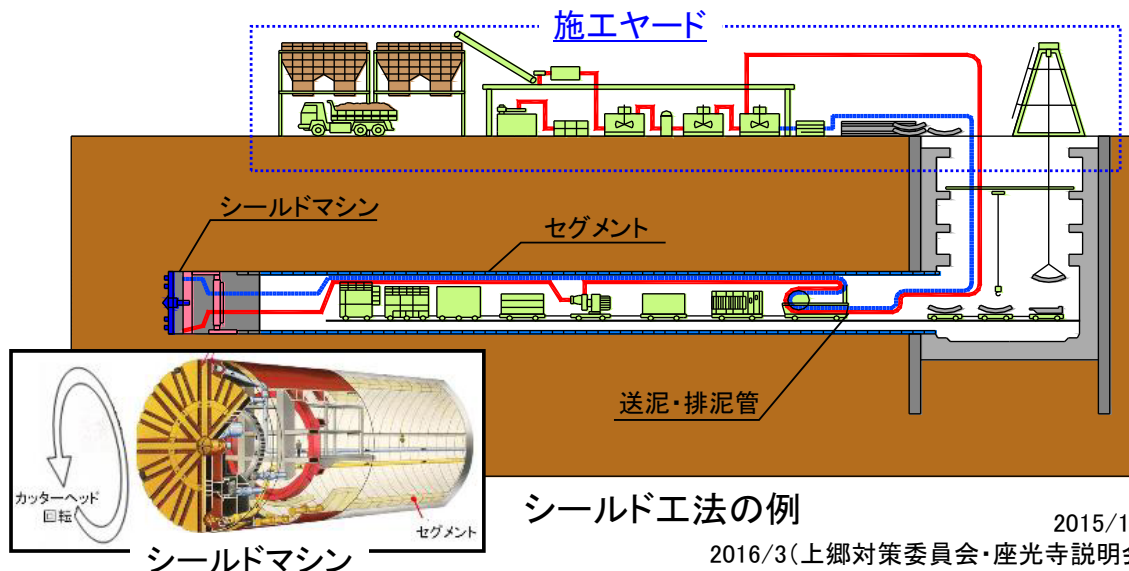 施工ヤード
シールドマシン
セグメント
送泥・排泥管
カッターヘッド
回転
セグメント
シールドマシン
シールド工法の例
2015/1
2016/3(上郷対策委員会・座光寺説明会